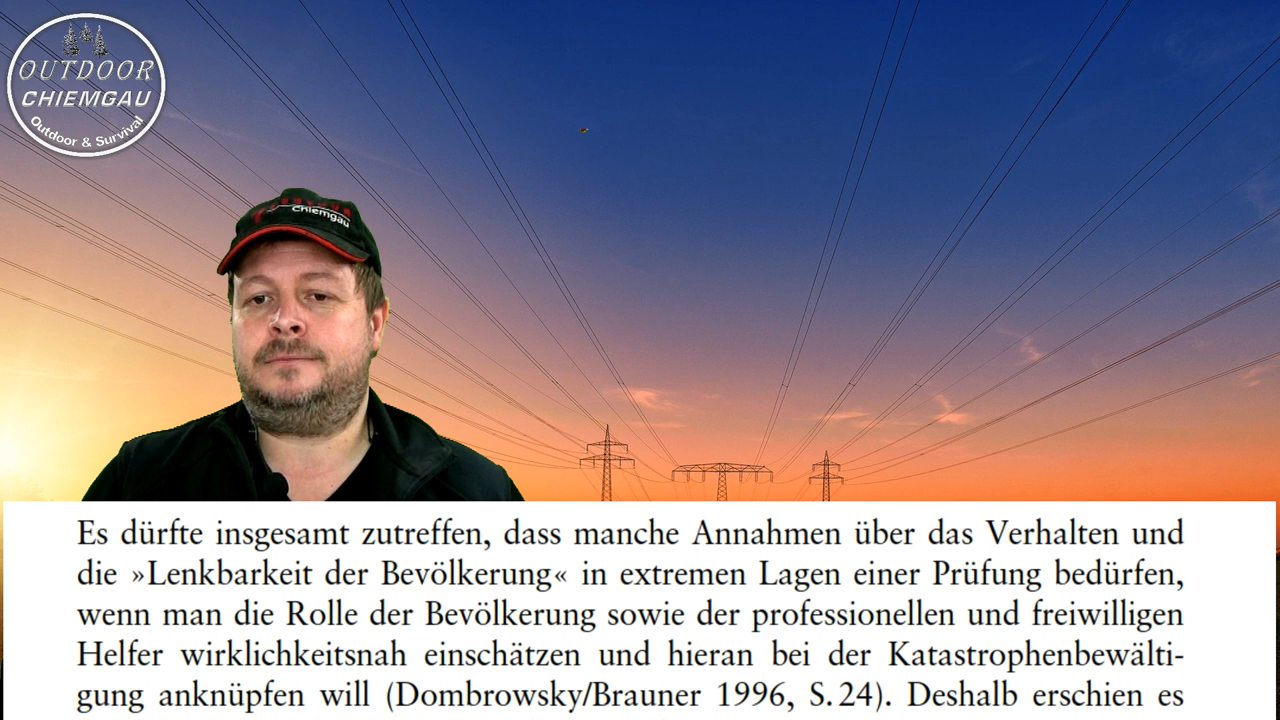 OUTDOOR
CHIEMGAU
Outdoor & Survival
Chiemgau
Es dürfte insgesamt zutreffen, dass manche Annahmen über das Verhalten und
die »Lenkbarkeit der Bevölkerung« in extremen Lagen einer Prüfung bedürfen,
wenn man die Rolle der Bevölkerung sowie der professionellen und freiwilligen
Helfer wirklichkeitsnah einschätzen und hieran bei der Katastrophenbewälti-
gung anknüpfen will (Dombrowsky/Brauner 1996, S. 24). Deshalb erschien es